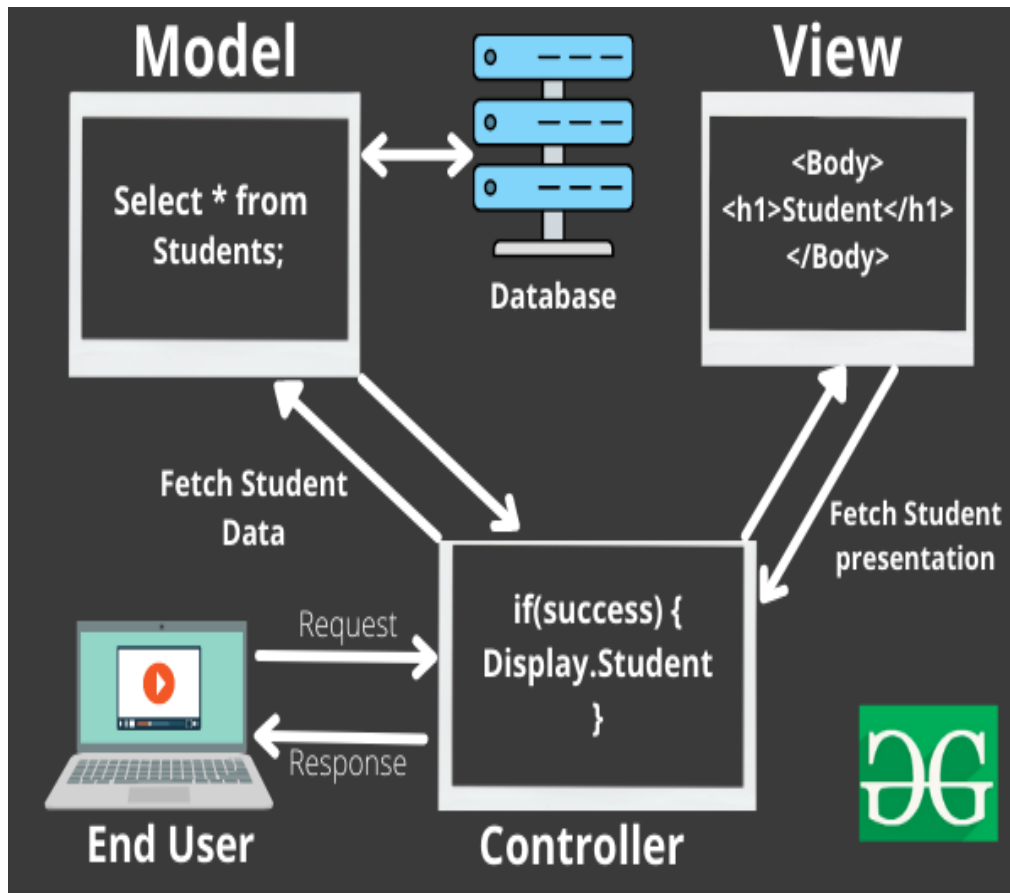 Model
View
Select * from
Students;
<Body>
<h1>Student</h1>
</Body>
Database
Fetch Student
Data
Fetch Student
presentation
Request
if(success) {
Display.Student
}
Response
End User
Controller